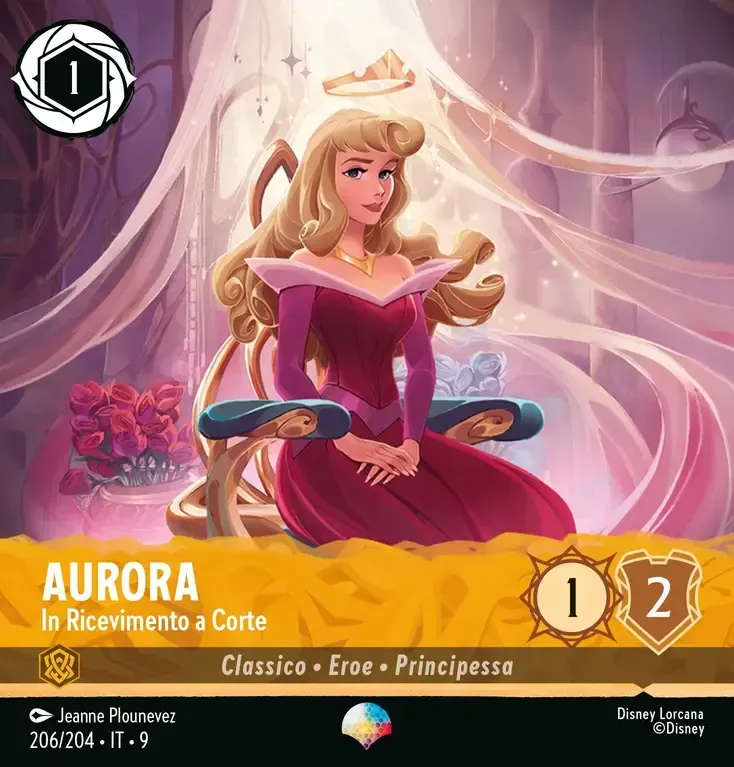 1
AURORA
In Ricevimento a Corte
1
2
Classico • Eroe • Principessa
Jeanne Plounevez
206/204 • IT • 9
Disney Lorcana
©Disney